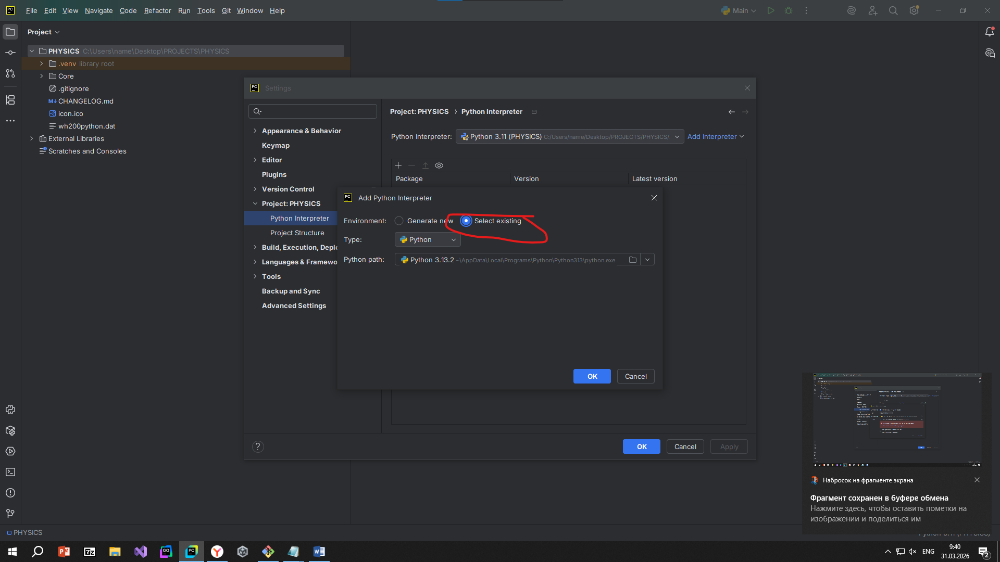 File Edit View Navigate Code Refactor Run Tools Git Window Help
Main
Project
PHYSICS C:\Users\name\Desktop\PROJECTS\PHYSICS
.venv library root
Core
.gitignore
CHANGELOG.md
icon.ico
wh200python.dat
External Libraries
Scratches and Consoles
Settings
Appearance & Behavior
Keymap
Editor
Plugins
Version Control
Project: PHYSICS
Python Interpreter
Project Structure
Build, Execution, Deplo
Languages & Framewo
Tools
Backup and Sync
Advanced Settings
Project: PHYSICS › Python Interpreter
Python Interpreter: Python 3.11 (PHYSICS) C:/Users/name/Desktop/PROJECTS/PHYSICS/ Add Interpreter
Package Version Latest version
Add Python Interpreter
Environment: Generate new Select existing
Type: Python
Python path: Python 3.13.2 ~\AppData\Local\Programs\Python\Python313\python.exe
OK Cancel
? OK Cancel Apply
Набросок на фрагменте экрана
Фрагмент сохранен в буфере обмена
Нажмите здесь, чтобы оставить пометки на
изображении и поделиться им
PHYSICS
ENG
9:40
31.03.2026
2